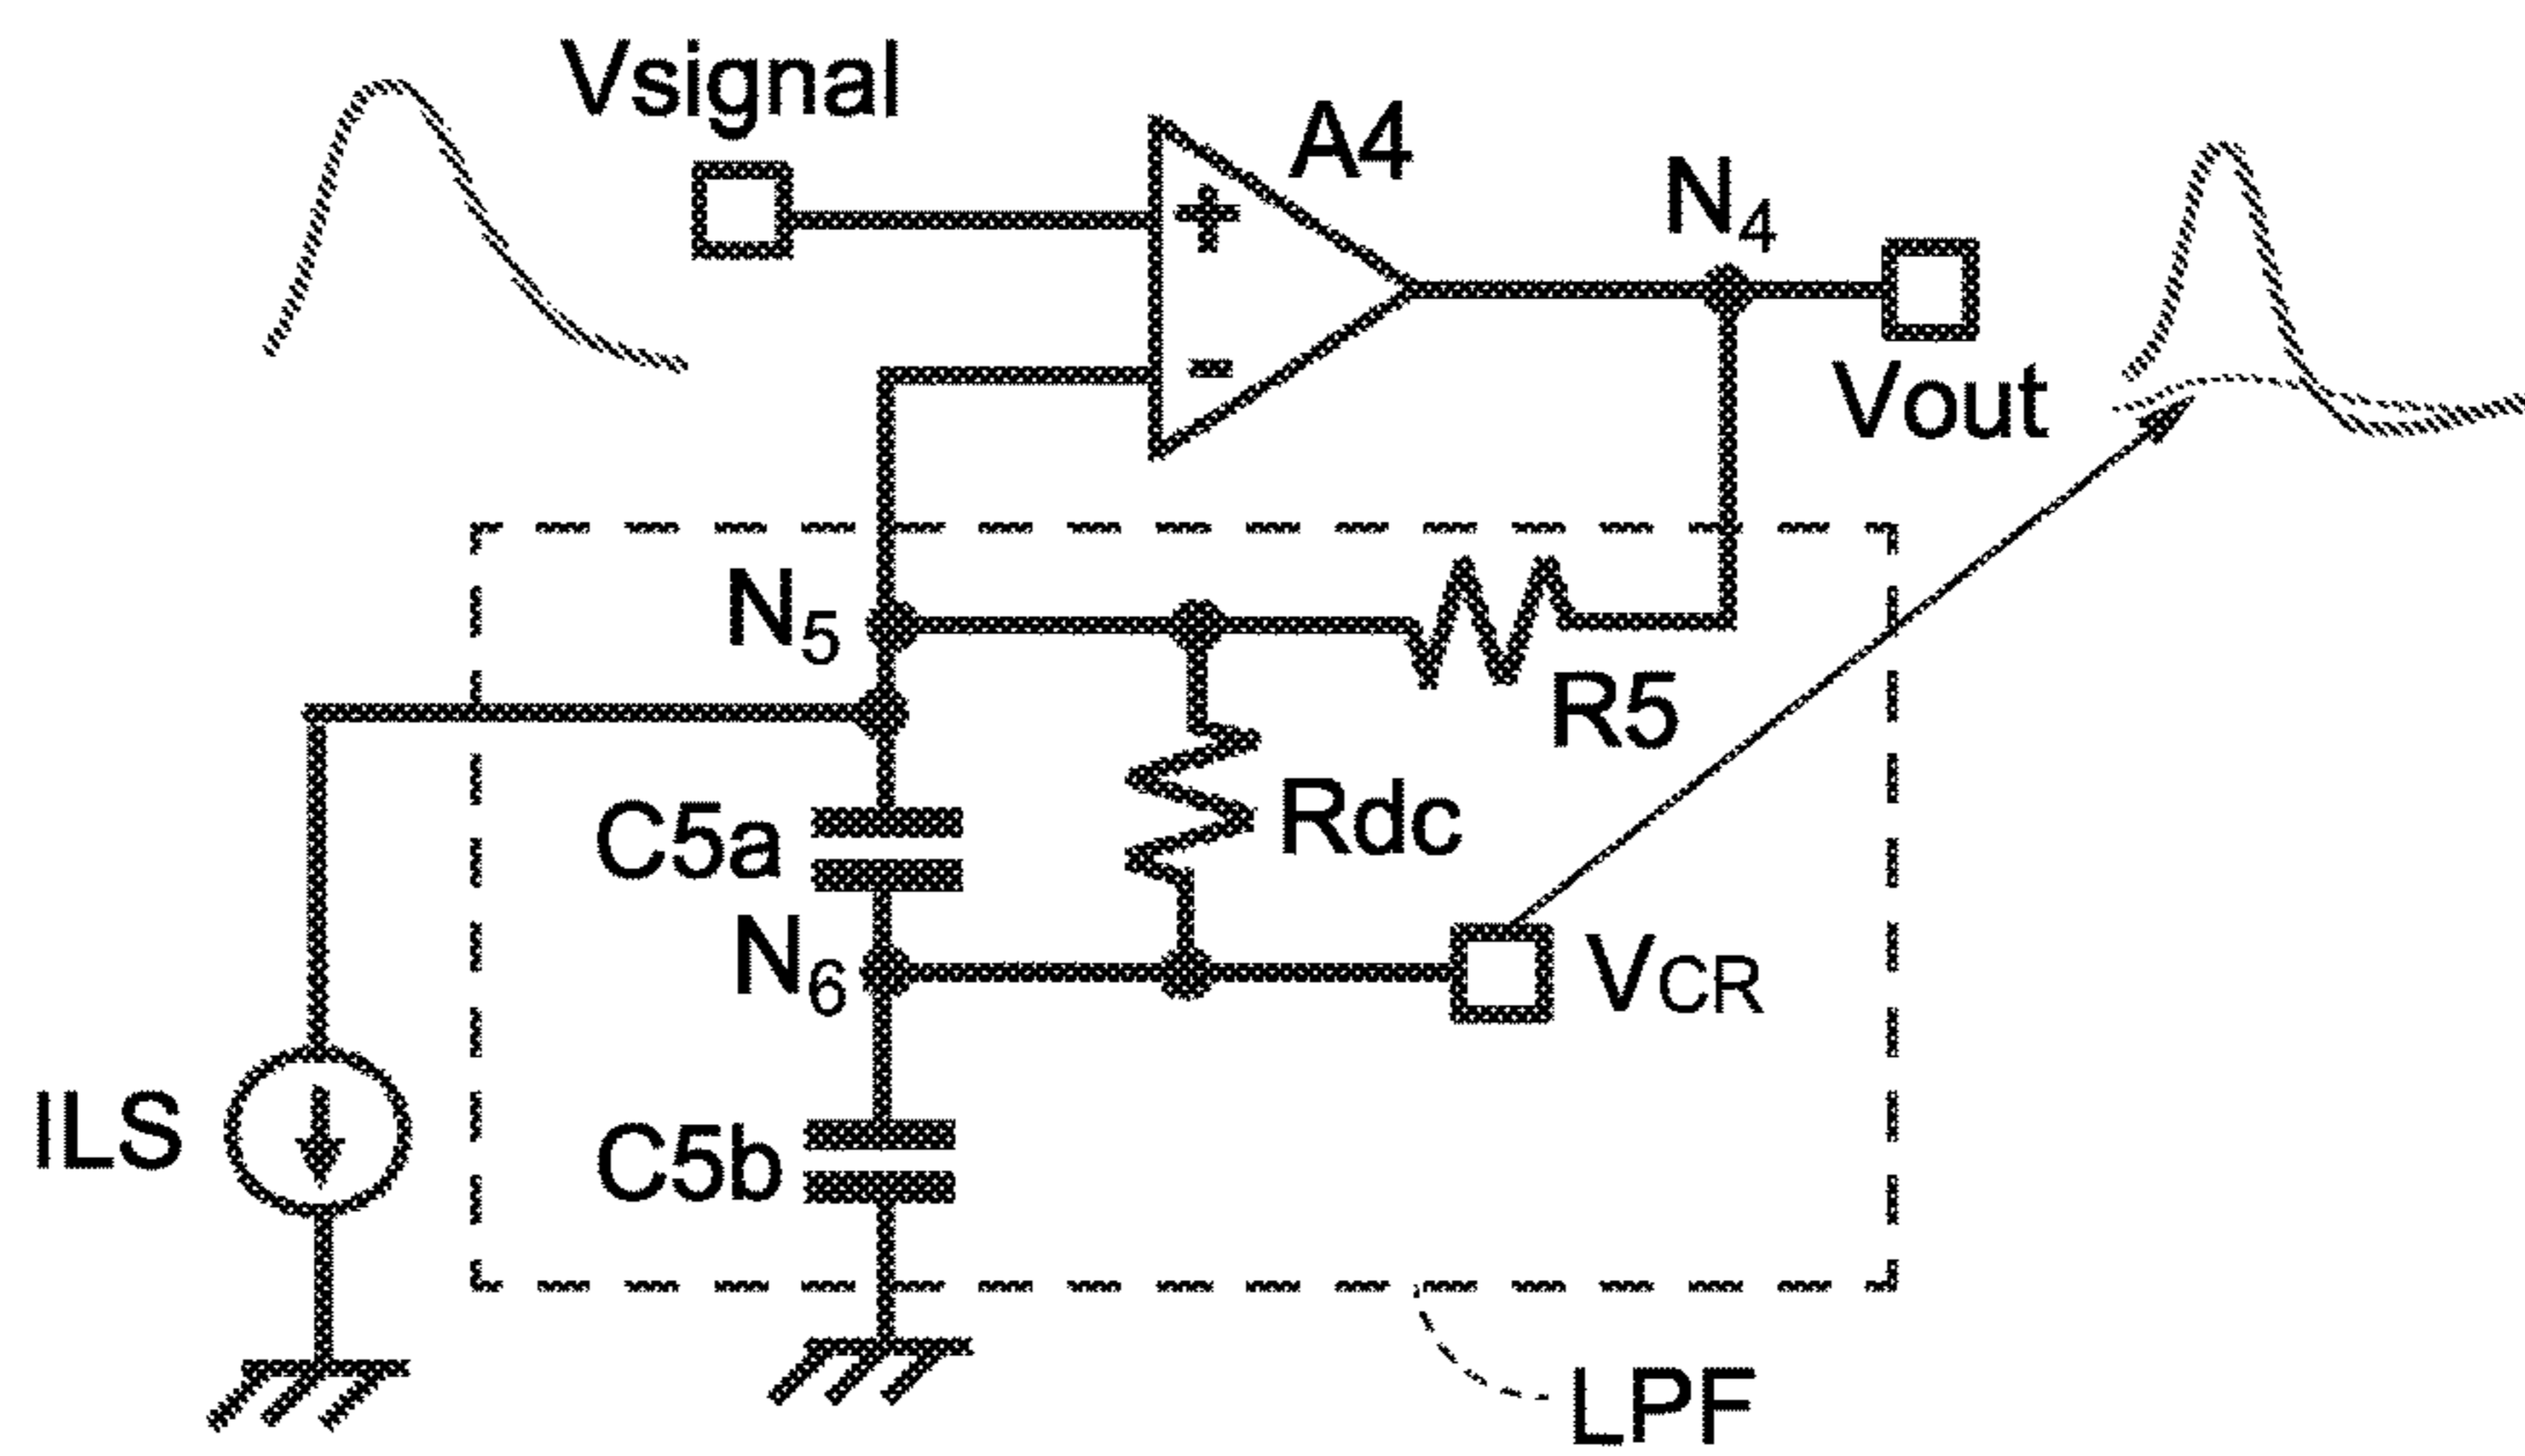 Vsignal
A4
+
-
N4
Vout
N5
R5
C5a
Rdc
N6
VCR
ILS
C5b
LPF